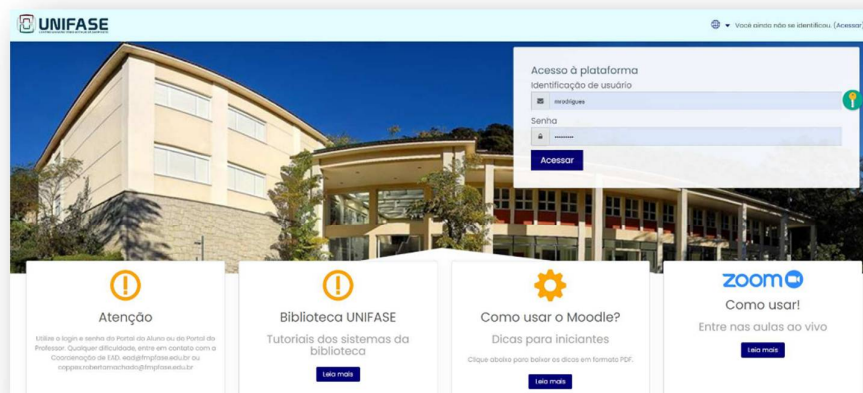 UNIFASE
Você ainda não se identificou. (Acessar)
Acesso à plataforma
Identificação de usuário
mrodrigues
Senha
Acessar
Atenção
Utilize o login e senha do Portal do Aluno ou do Portal do
Professor. Qualquer dificuldade, entre em contato com a
Coordenação de EAD. ead@fmpfase.edu.br ou
coppex.robertomachado@fmpfase.edu.br
Biblioteca UNIFASE
Tutoriais dos sistemas da
biblioteca
Leia mais
Como usar o Moodle?
Dicas para iniciantes
Clique abaixo para baixar as dicas em formato PDF.
Leia mais
zoom
Como usar!
Entre nas aulas ao vivo
Leia mais